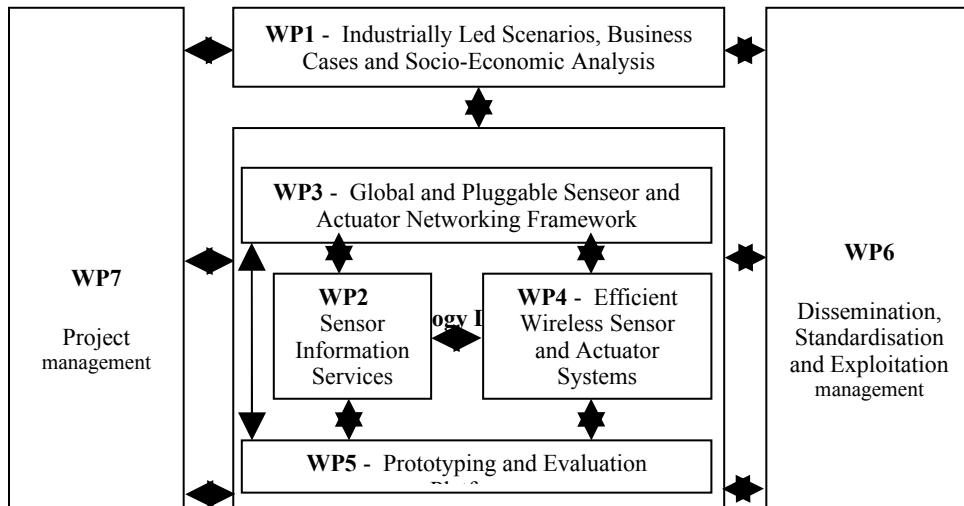 WP1 - Industrially Led Scenarios, Business
Cases and Socio-Economic Analysis
WP3 - Global and Pluggable Senseor and
Actuator Networking Framework
WP7
Project
management
WP2
Sensor
Information
Services
WP4 - Efficient
Wireless Sensor
and Actuator
Systems
WP6
Dissemination,
Standardisation
and Exploitation
management
WP5 - Prototyping and Evaluation